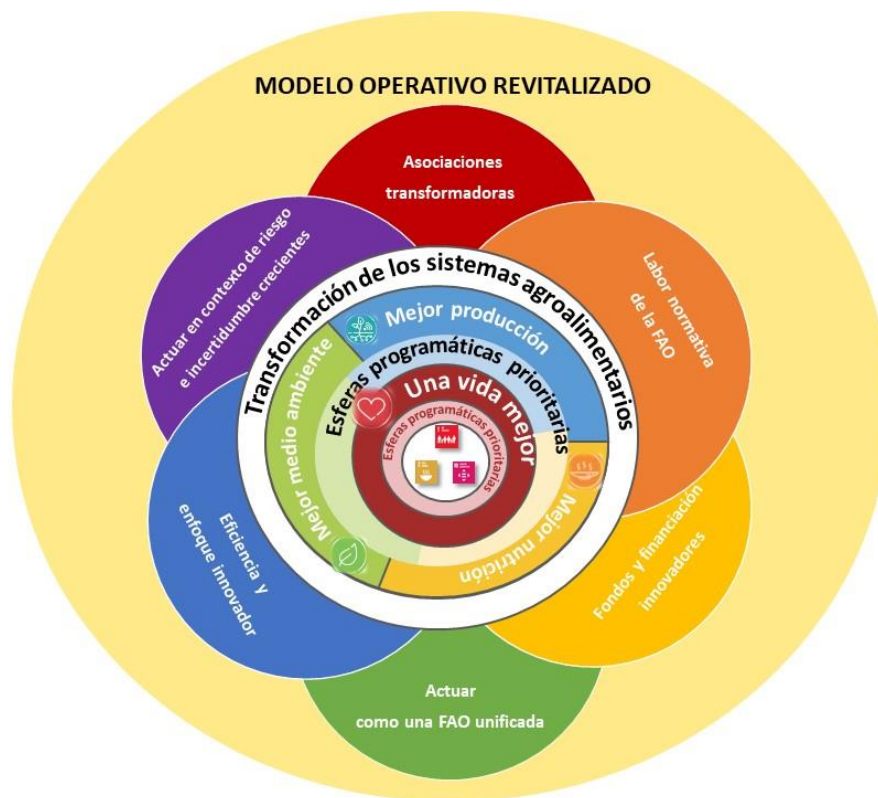 MODELO OPERATIVO REVITALIZADO
Asociaciones
transformadoras
Labor normativa
de la FAO
Fondos y financiación
innovadores
Actuar
como una FAO unificada
Eficiencia y
enfoque innovador
Actuar en contexto de riesgo
e incertidumbre crecientes
Transformación de los sistemas agroalimentarios
Mejor producción
Mejor nutrición
Mejor medio ambiente
Esferas programáticas prioritarias
Una vida mejor
Esferas programáticas prioritarias